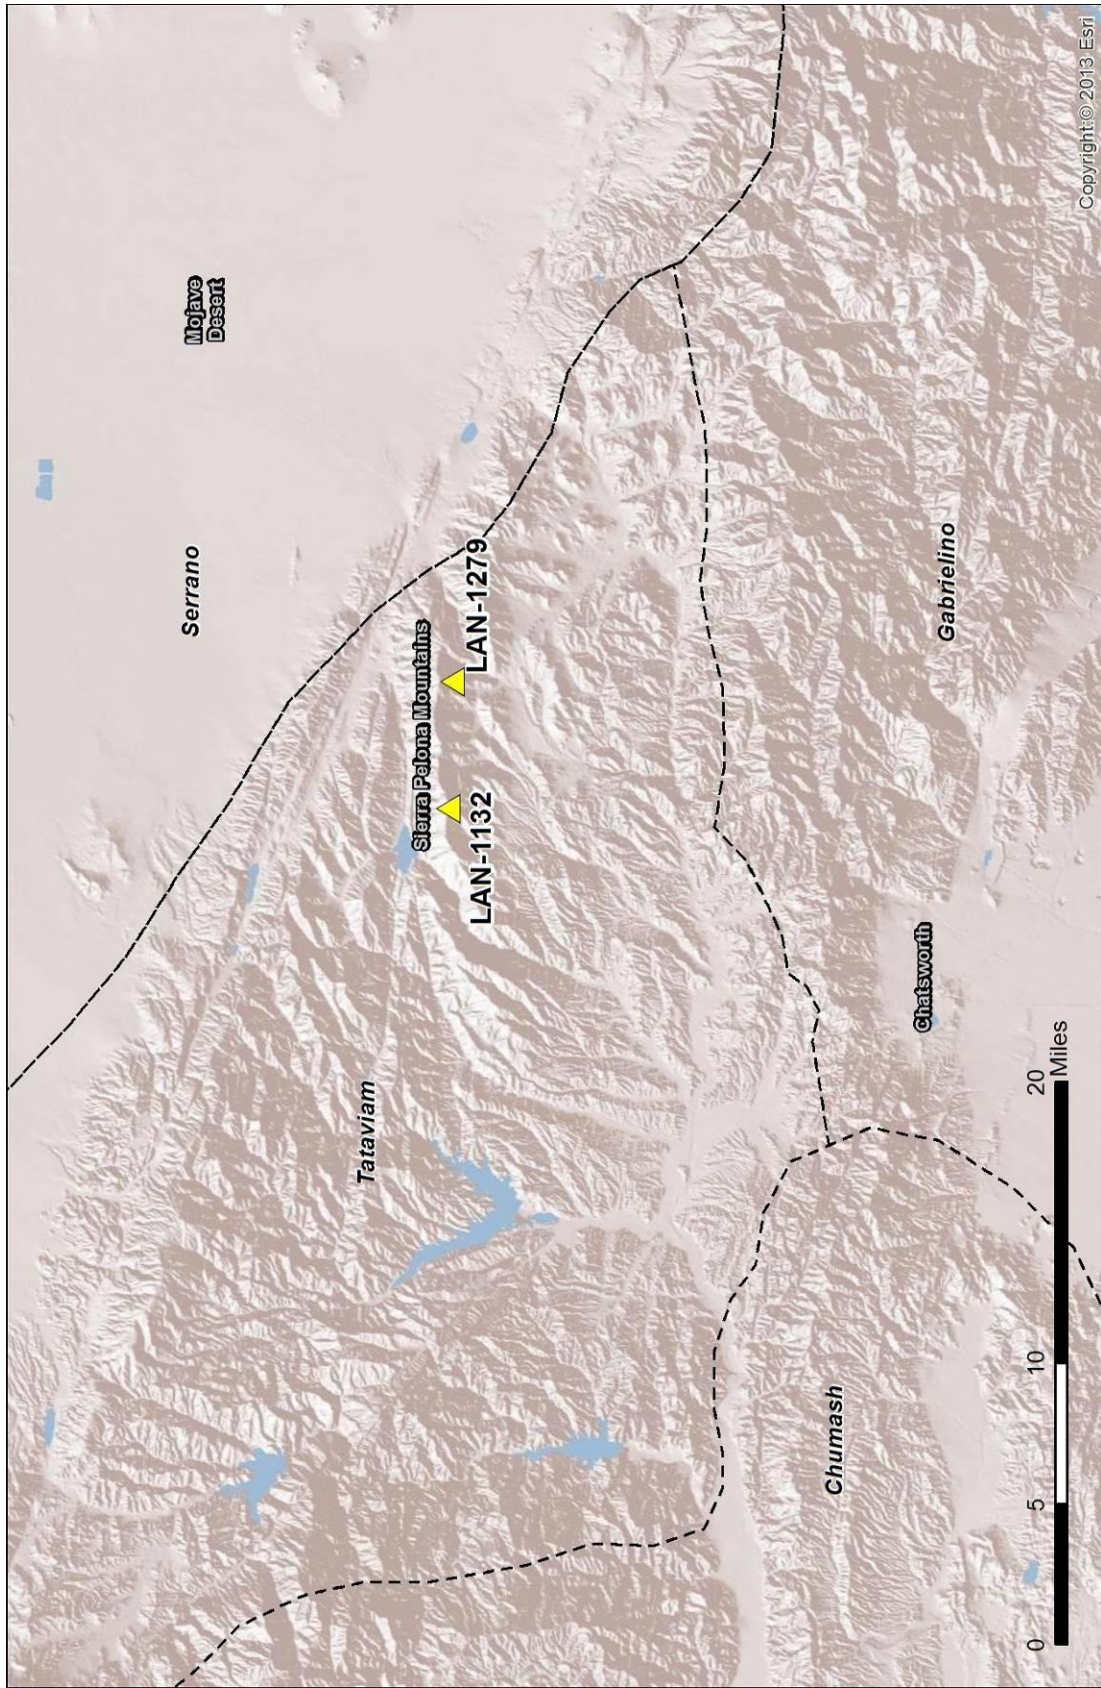 Mojave
Desert
Serrano
Sierra Pelona Mountains
LAN-1132
LAN-1279
Tataviam
Gabrielino
Chatsworth
Chumash
0 5 10 20
Miles
Copyright:© 2013 Esri